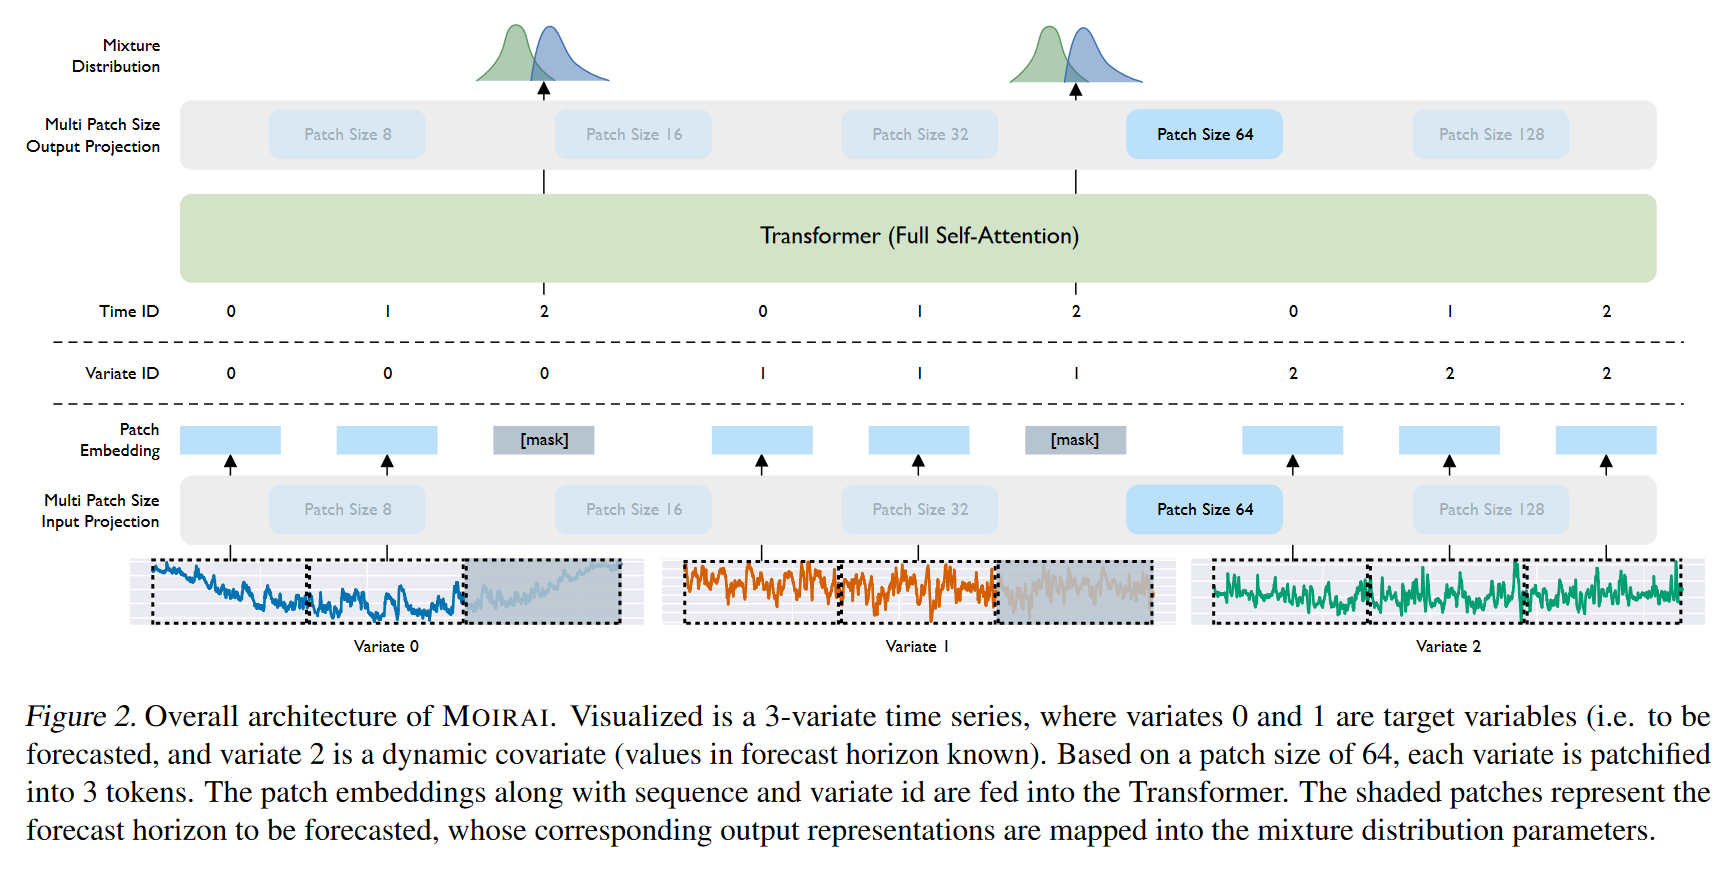 Mixture
Distribution
Multi Patch Size
Output Projection
Patch Size 8
Patch Size 16
Patch Size 32
Patch Size 64
Patch Size 128
Transformer (Full Self-Attention)
Time ID 0 1 2 0 1 2 0 1 2
Variate ID 0 0 0 1 1 1 2 2 2
Patch
Embedding
[mask] [mask]
Multi Patch Size
Input Projection
Patch Size 8
Patch Size 16
Patch Size 32
Patch Size 64
Patch Size 128
Variate 0
Variate 1
Variate 2
Figure 2. Overall architecture of MOIRAI. Visualized is a 3-variate time series, where variates 0 and 1 are target variables (i.e. to be
forecasted, and variate 2 is a dynamic covariate (values in forecast horizon known). Based on a patch size of 64, each variate is patchified
into 3 tokens. The patch embeddings along with sequence and variate id are fed into the Transformer. The shaded patches represent the
forecast horizon to be forecasted, whose corresponding output representations are mapped into the mixture distribution parameters.